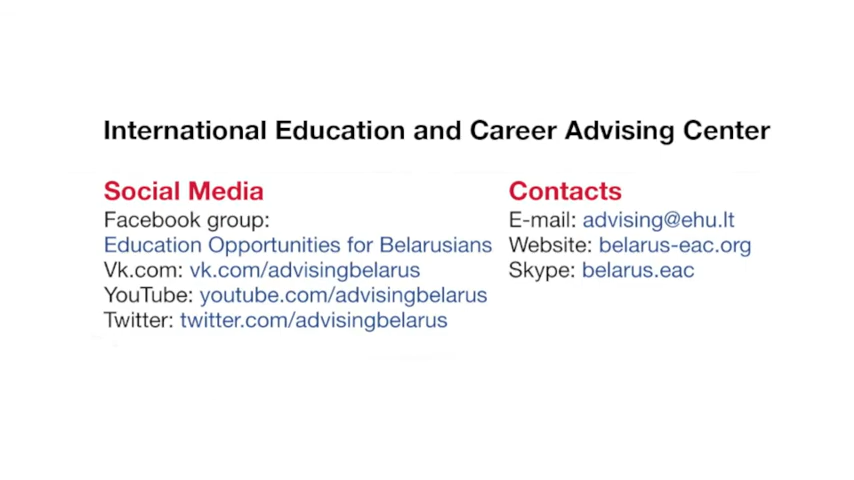 International Education and Career Advising Center
Social Media
Facebook group:
Education Opportunities for Belarusians
Vk.com: vk.com/advisingbelarus
YouTube: youtube.com/advisingbelarus
Twitter: twitter.com/advisingbelarus
Contacts
E-mail: advising@ehu.lt
Website: belarus-eac.org
Skype: belarus.eac